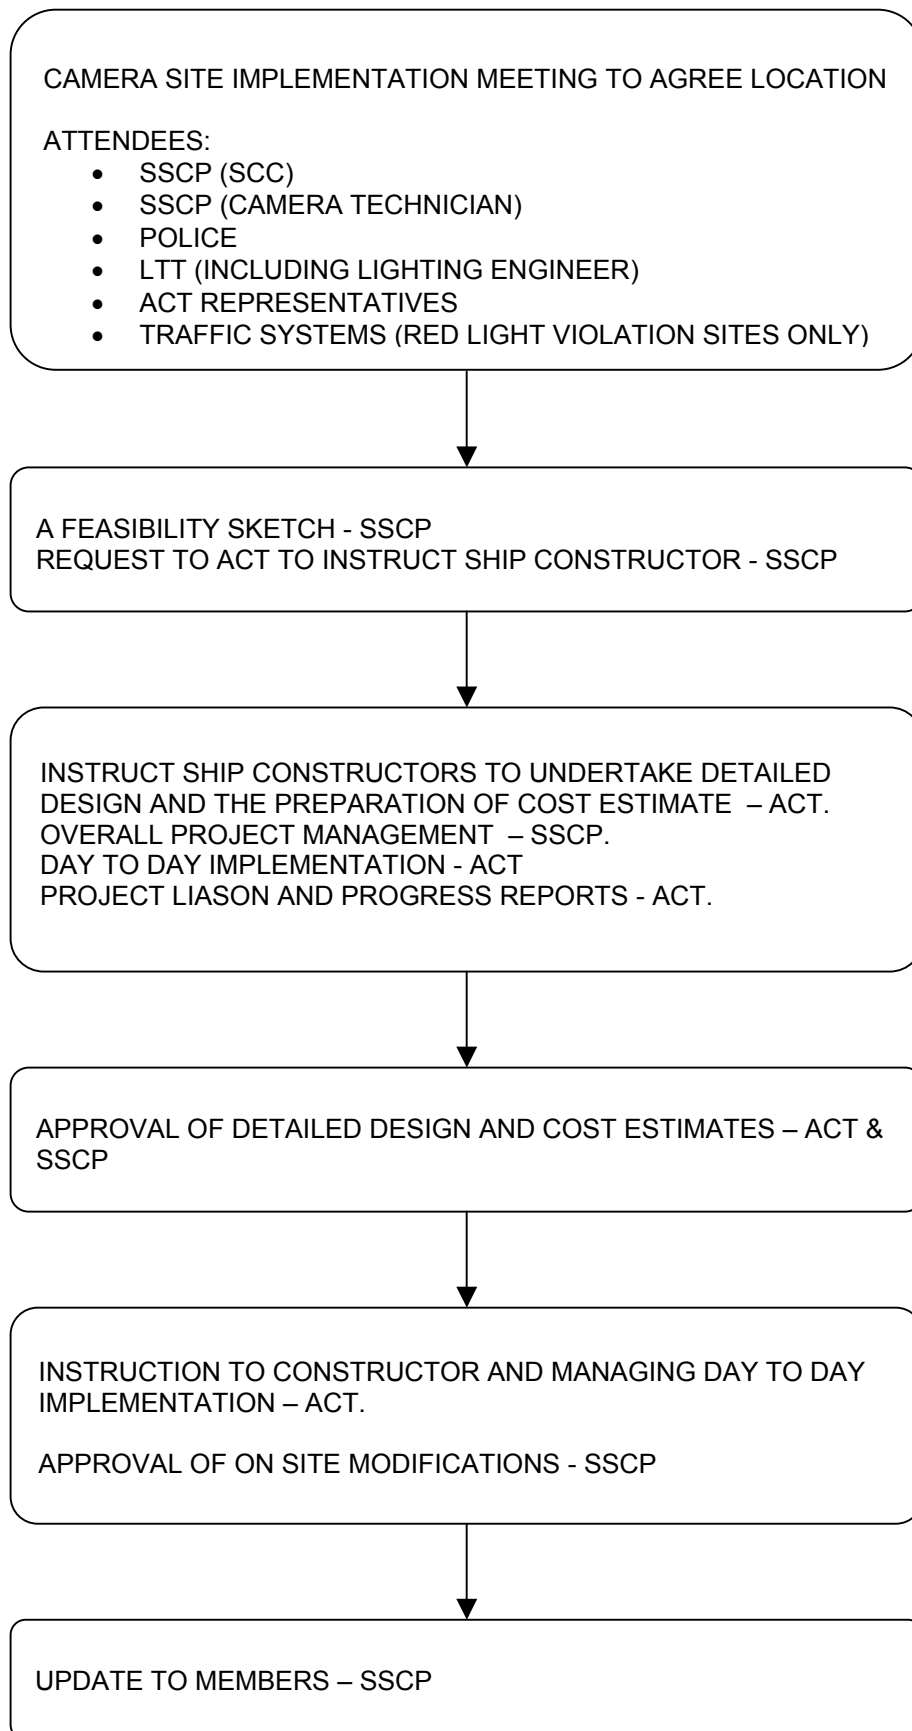 CAMERA SITE IMPLEMENTATION MEETING TO AGREE LOCATION
ATTENDEES:
• SSCP (SCC)
• SSCP (CAMERA TECHNICIAN)
• POLICE
• LTT (INCLUDING LIGHTING ENGINEER)
• ACT REPRESENTATIVES
• TRAFFIC SYSTEMS (RED LIGHT VIOLATION SITES ONLY)
A FEASIBILITY SKETCH - SSCP
REQUEST TO ACT TO INSTRUCT SHIP CONSTRUCTOR - SSCP
INSTRUCT SHIP CONSTRUCTORS TO UNDERTAKE DETAILED
DESIGN AND THE PREPARATION OF COST ESTIMATE – ACT.
OVERALL PROJECT MANAGEMENT – SSCP.
DAY TO DAY IMPLEMENTATION - ACT
PROJECT LIASON AND PROGRESS REPORTS - ACT.
APPROVAL OF DETAILED DESIGN AND COST ESTIMATES – ACT &
SSCP
INSTRUCTION TO CONSTRUCTOR AND MANAGING DAY TO DAY
IMPLEMENTATION – ACT.
APPROVAL OF ON SITE MODIFICATIONS - SSCP
UPDATE TO MEMBERS – SSCP